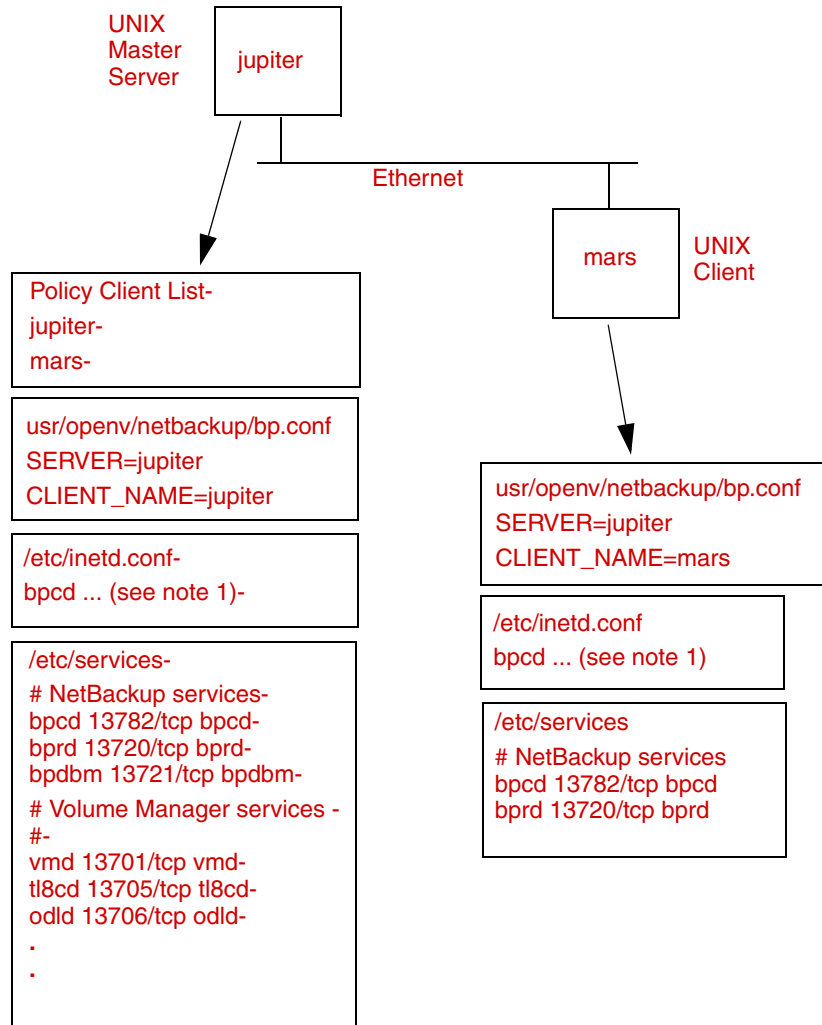 UNIX
Master
Server
jupiter
Ethernet
mars
UNIX
Client
Policy Client List-
jupiter-
mars-
usr/openv/netbackup/bp.conf
SERVER=jupiter
CLIENT_NAME=jupiter
/etc/inetd.conf-
bpcd ... (see note 1)-
/etc/services-
# NetBackup services-
bpcd 13782/tcp bpcd-
bprd 13720/tcp bprd-
bpdbm 13721/tcp bpdbm-
# Volume Manager services -
#-
vmd 13701/tcp vmd-
tl8cd 13705/tcp tl8cd-
odld 13706/tcp odld-
.
.
usr/openv/netbackup/bp.conf
SERVER=jupiter
CLIENT_NAME=mars
/etc/inetd.conf
bpcd ... (see note 1)
/etc/services
# NetBackup services
bpcd 13782/tcp bpcd
bprd 13720/tcp bprd